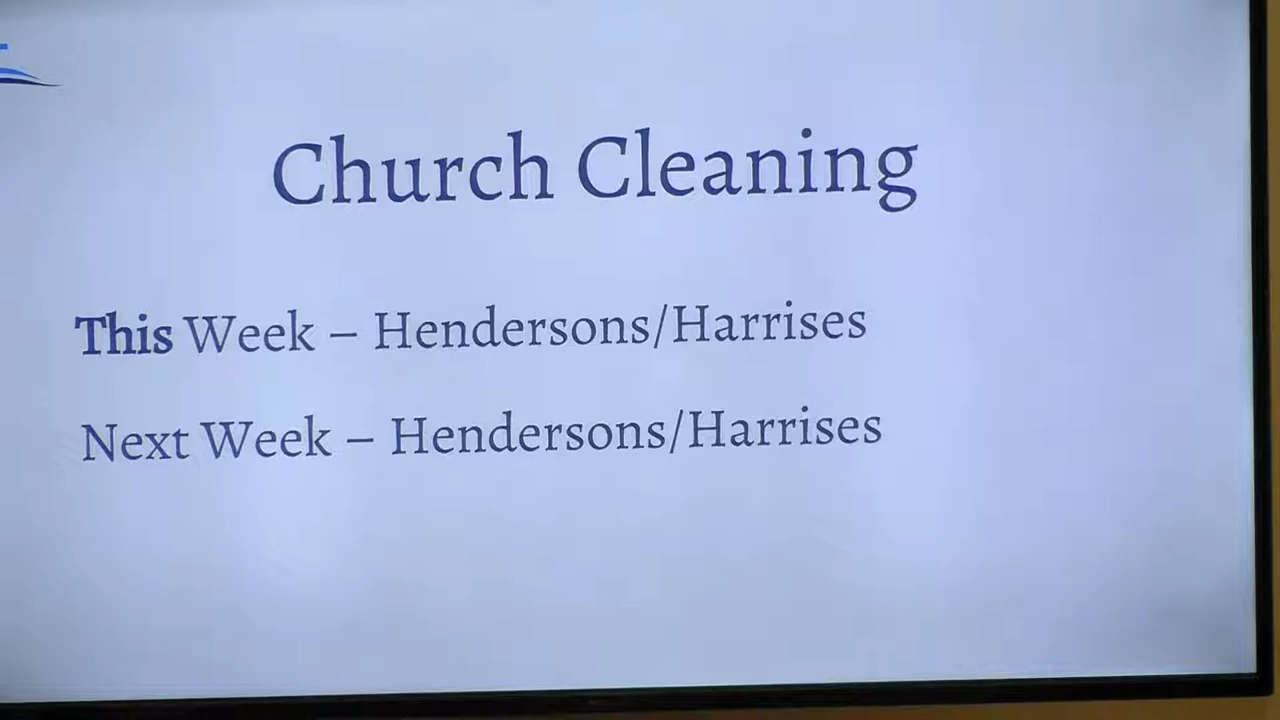 Church Cleaning
This Week – Hendersons/Harrises
Next Week – Hendersons/Harrises